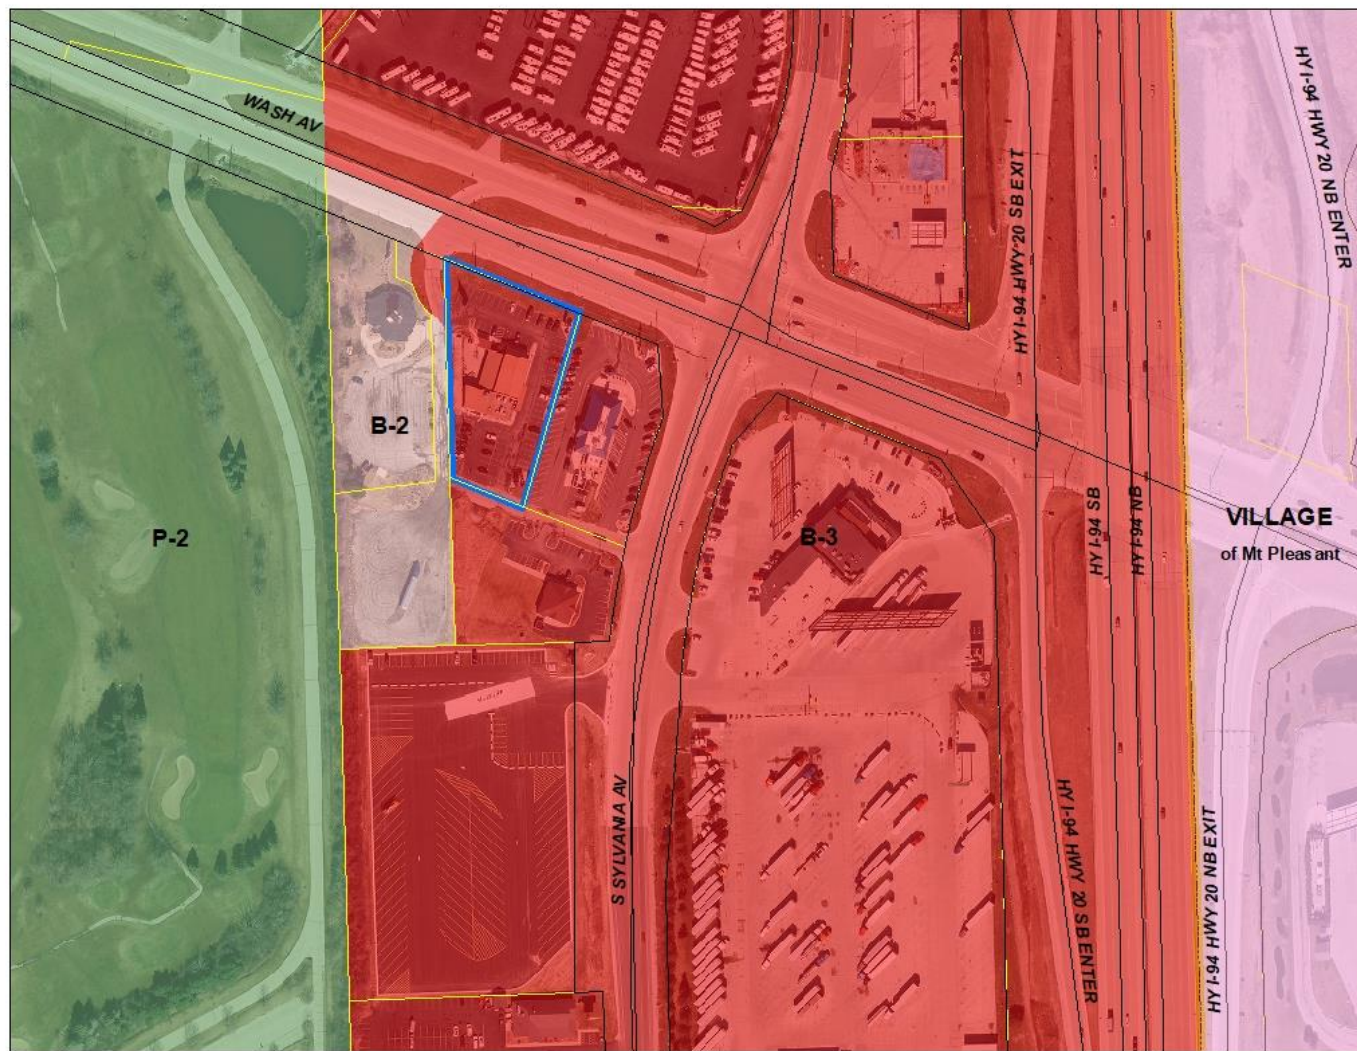 WASH AV
HY I-94 HWY 20 NB ENTER
HY I-94 HWY 20 SB EXIT
B-2
P-2
B-3
HY I-94 SB
HY I-94 NB
VILLAGE
of Mt Pleasant
S SYLVANIA AV
HY I-94 HWY 20 SB ENTER
HY I-94 HWY 20 NB EXIT